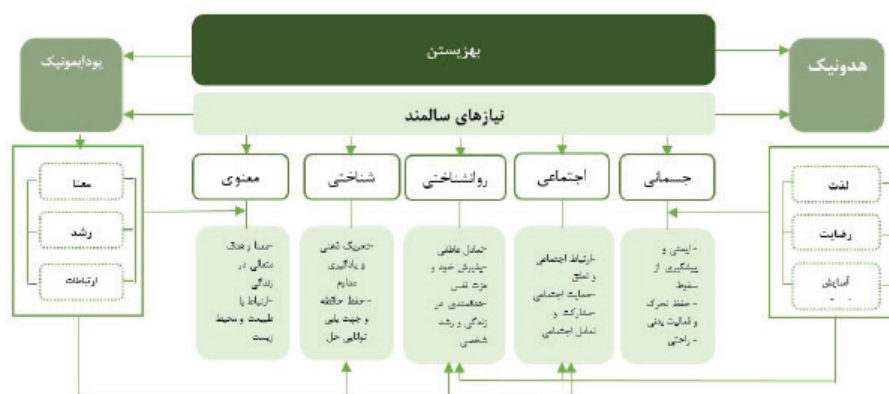 بهزیستن
هدونیک
یودایمونیک
نیازهای سالمند
جسمانی
اجتماعی
روانشناختی
شناختی
معنوی
لذت
رضایت
آسایش
معنا
رشد
ارتباطات
-ایمنی و
پیشگیری از
سقوط
- حفظ تحرک
و فعالیت بدنی
- راحتی
-ارتباط اجتماعی
و تعلق
-حمایت اجتماعی
-مشارکت و
تعامل اجتماعی
-تعادل عاطفی
-پذیرش خود و
عزت نفس
-هدفمندی در
زندگی و رشد
شخصی
-تحریک ذهنی
و یادگیری
مداوم
-حفظ حافظه
و جهت یابی
توانایی حل
-معنا و هدف
متعالی در
زندگی
-ارتباط با
طبیعت و محیط
زیست